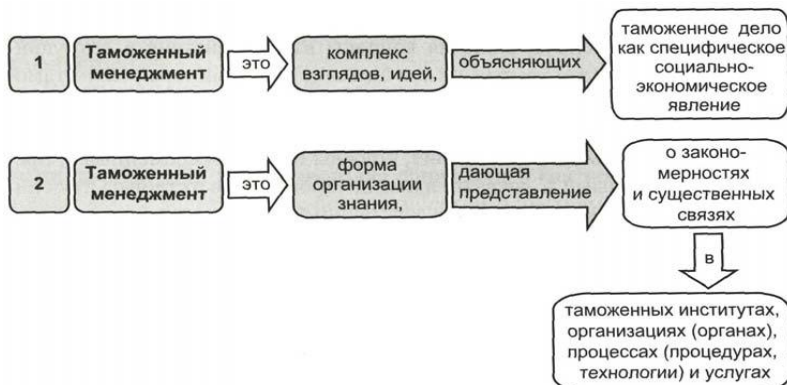 1
Таможенный
менеджмент
это
комплекс
взглядов, идей,
объясняющих
таможенное дело
как специфическое
социально-
экономическое
явление
2
Таможенный
менеджмент
это
форма
организации
знания,
дающая
представление
о законо-
мерностях
и существенных
связях
в
таможенных институтах,
организациях (органах),
процессах (процедурах,
технологии) и услугах